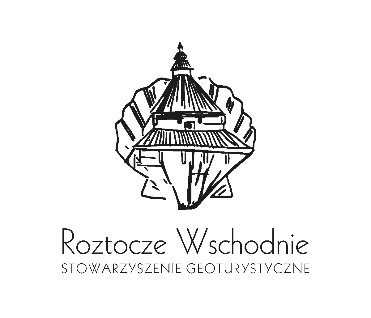 Roztocze Wschodnie
STOWARZYSZENIE GEOTURYSTYCZNE